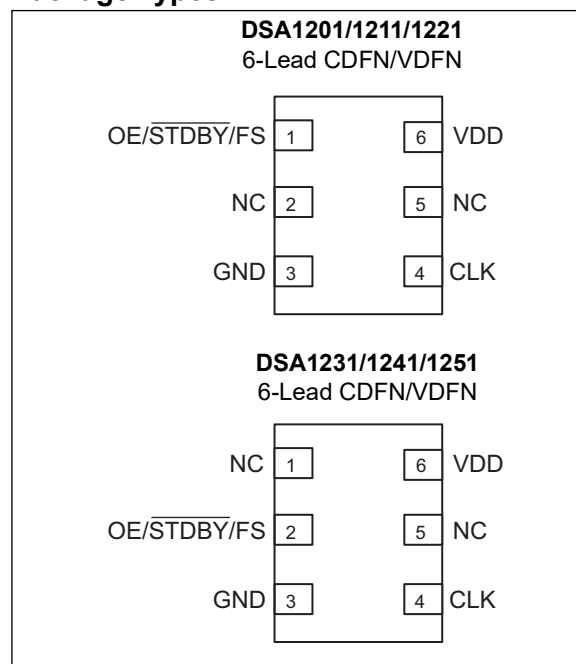 DSA1201/1211/1221
6-Lead CDFN/VDFN
OE/STDBY/FS 1 6 VDD
NC 2 5 NC
GND 3 4 CLK
DSA1231/1241/1251
6-Lead CDFN/VDFN
NC 1 6 VDD
OE/STDBY/FS 2 5 NC
GND 3 4 CLK